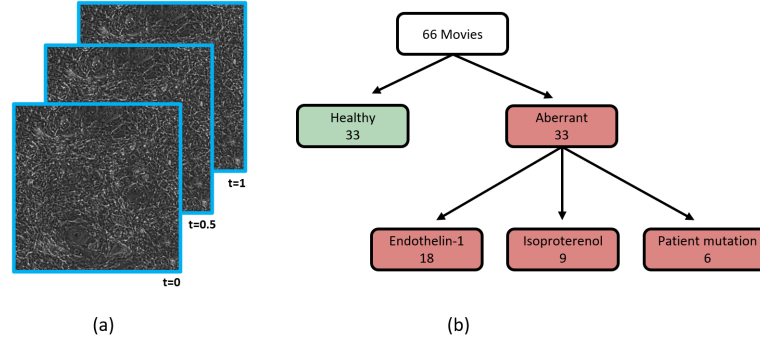 t=1
t=0.5
t=0
(a)
66 Movies
Healthy
33
Aberrant
33
Endothelin-1
18
Isoproterenol
9
Patient mutation
6
(b)